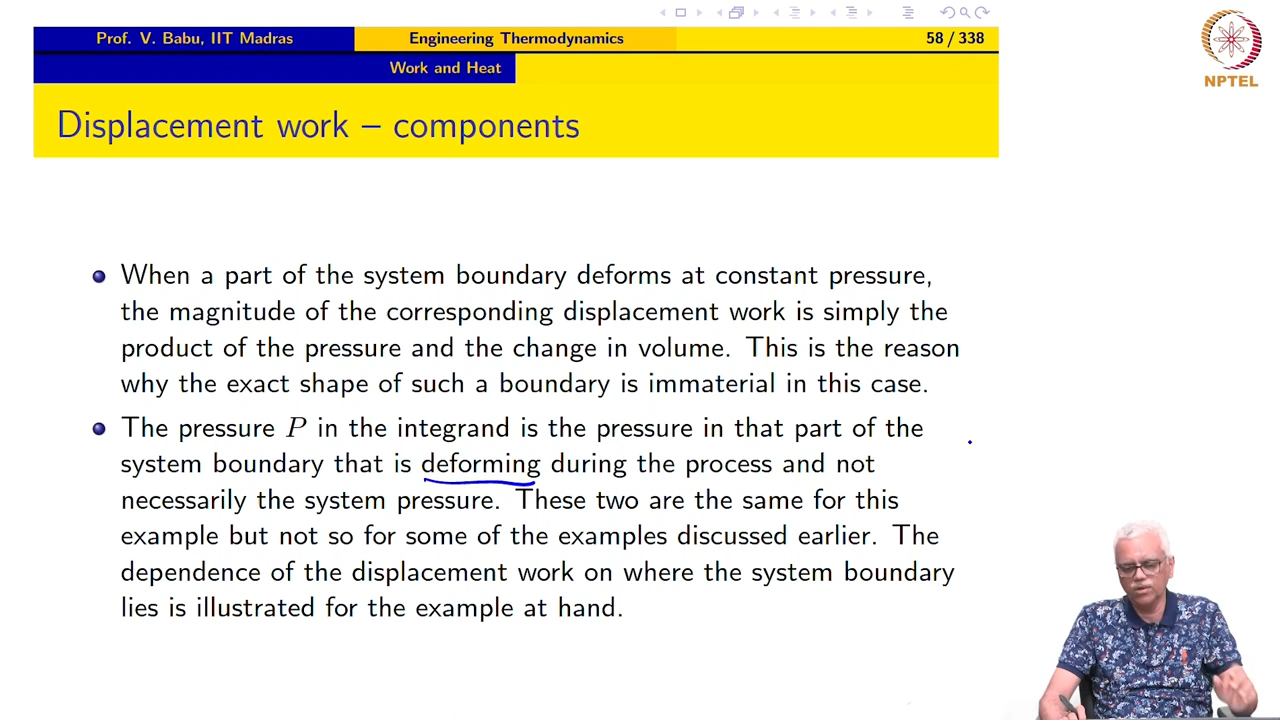 Prof. V. Babu, IIT Madras
Engineering Thermodynamics
58 / 338
Work and Heat
NPTEL
Displacement work – components
When a part of the system boundary deforms at constant pressure,
the magnitude of the corresponding displacement work is simply the
product of the pressure and the change in volume. This is the reason
why the exact shape of such a boundary is immaterial in this case.
The pressure P in the integrand is the pressure in that part of the
system boundary that is deforming during the process and not
necessarily the system pressure. These two are the same for this
example but not so for some of the examples discussed earlier. The
dependence of the displacement work on where the system boundary
lies is illustrated for the example at hand.